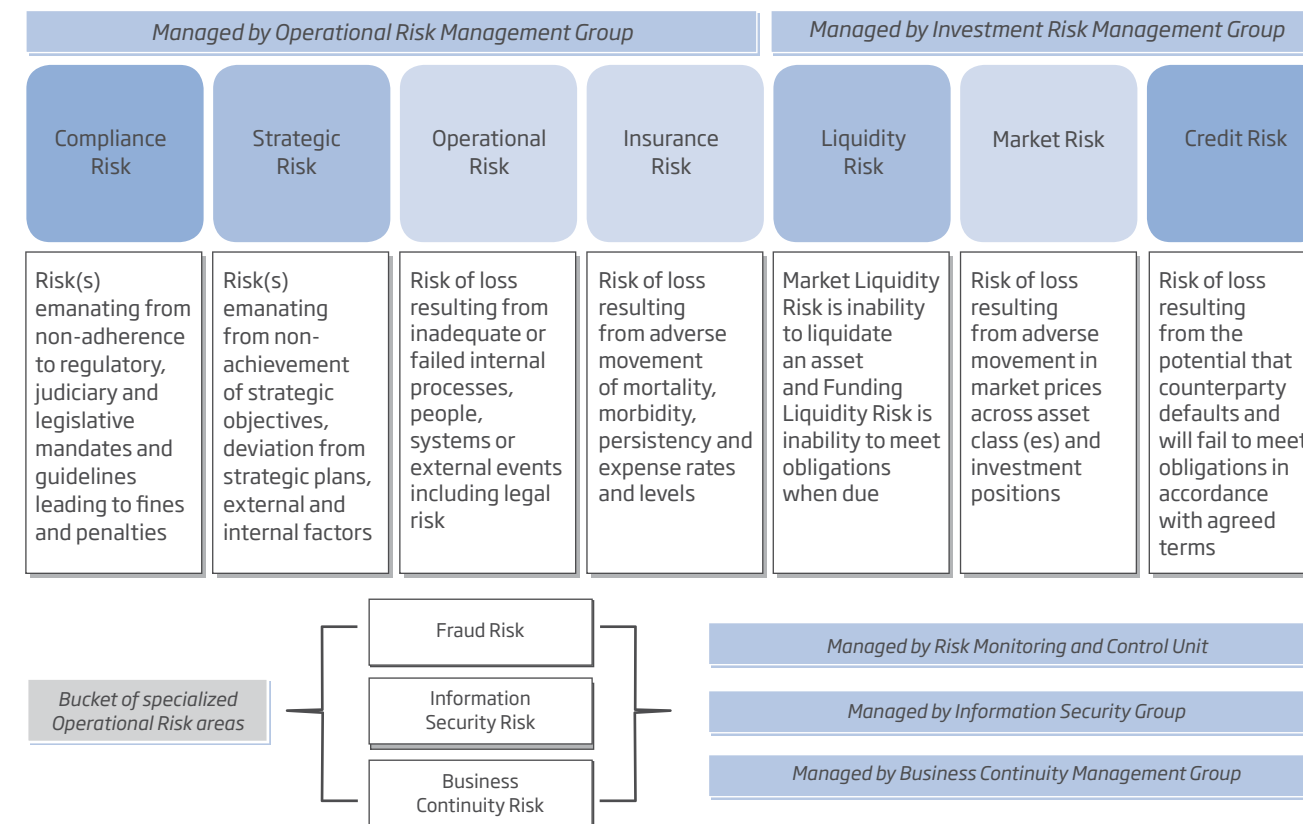 Managed by Operational Risk Management Group
Managed by Investment Risk Management Group
Compliance
Risk
Strategic
Risk
Operational
Risk
Insurance
Risk
Liquidity
Risk
Market Risk
Credit Risk
Risk(s)
emanating from
non-adherence
to regulatory,
judiciary and
legislative
mandates and
guidelines
leading to fines
and penalties
Risk(s)
emanating
from non-
achievement
of strategic
objectives,
deviation from
strategic plans,
external and
internal factors
Risk of loss
resulting from
inadequate or
failed internal
processes,
people,
systems or
external events
including legal
risk
Risk of loss
resulting
from adverse
movement
of mortality,
morbidity,
persistency and
expense rates
and levels
Market Liquidity
Risk is inability
to liquidate
an asset
and Funding
Liquidity Risk is
inability to meet
obligations
when due
Risk of loss
resulting
from adverse
movement in
market prices
across asset
class (es) and
investment
positions
Risk of loss
resulting
from the
potential that
counterparty
defaults and
will fail to meet
obligations in
accordance
with agreed
terms
Bucket of specialized
Operational Risk areas
Fraud Risk
Information
Security Risk
Business
Continuity Risk
Managed by Risk Monitoring and Control Unit
Managed by Information Security Group
Managed by Business Continuity Management Group